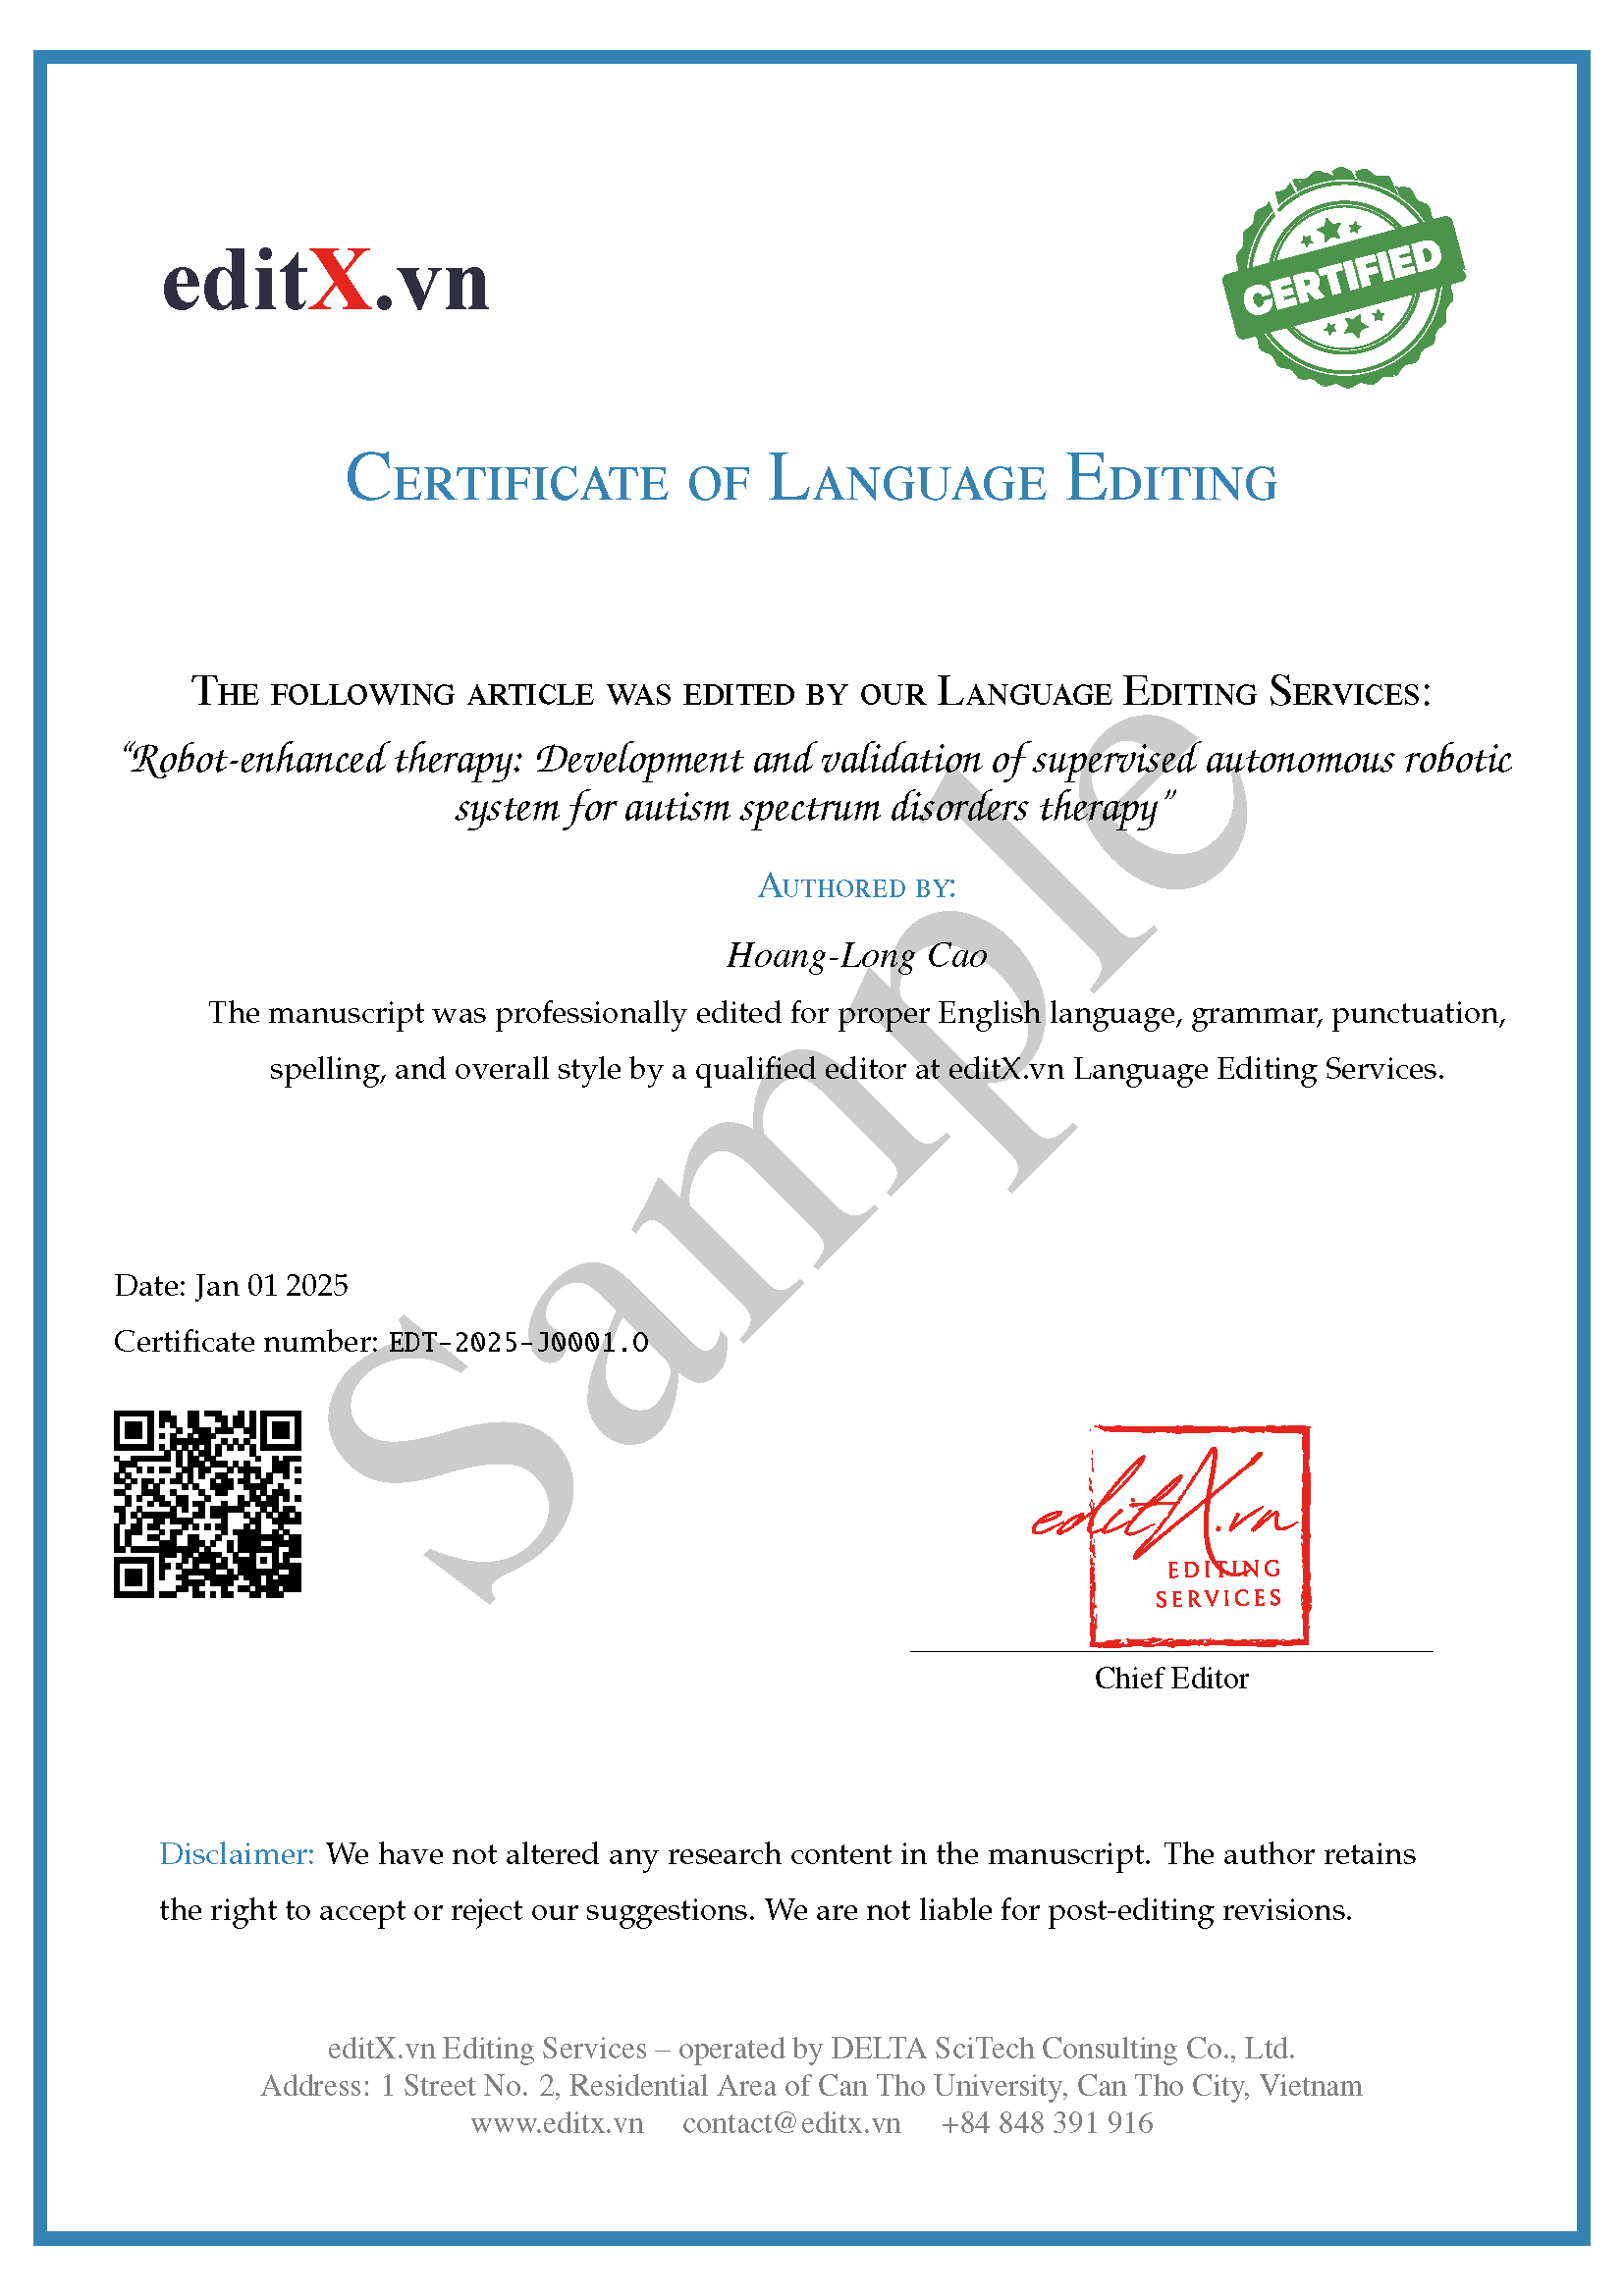 editX.vn
CERTIFIED
Certificate of Language Editing
The following article was edited by our Language Editing Services:
“Robot-enhanced therapy: Development and validation of supervised autonomous robotic
system for autism spectrum disorders therapy”
Authored by:
Hoang-Long Cao
The manuscript was professionally edited for proper English language, grammar, punctuation,
spelling, and overall style by a qualified editor at editX.vn Language Editing Services.
Sample
Date: Jan 01 2025
Certificate number: EDT-2025-J0001.O
editX.vn
EDITING
SERVICES
Chief Editor
Disclaimer: We have not altered any research content in the manuscript. The author retains
the right to accept or reject our suggestions. We are not liable for post-editing revisions.
editX.vn Editing Services – operated by DELTA SciTech Consulting Co., Ltd.
Address: 1 Street No. 2, Residential Area of Can Tho University, Can Tho City, Vietnam
www.editx.vn contact@editx.vn +84 848 391 916